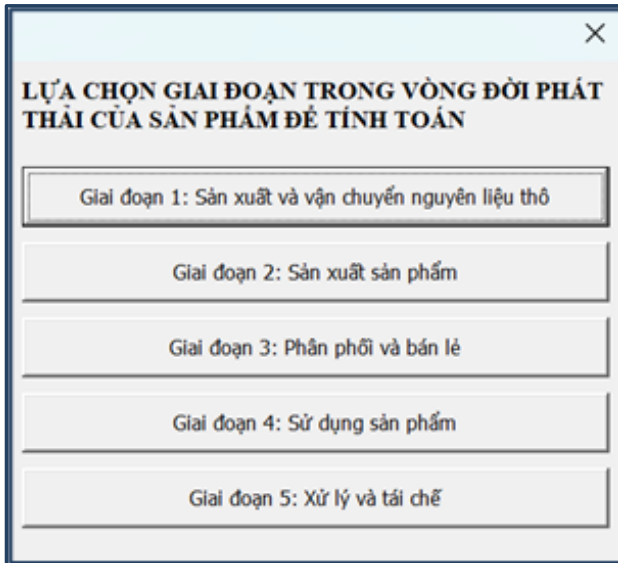 LỰA CHỌN GIAI ĐOẠN TRONG VÒNG ĐỜI PHÁT
THẢI CỦA SẢN PHẨM ĐỂ TÍNH TOÁN
Giai đoạn 1: Sản xuất và vận chuyển nguyên liệu thô
Giai đoạn 2: Sản xuất sản phẩm
Giai đoạn 3: Phân phối và bán lẻ
Giai đoạn 4: Sử dụng sản phẩm
Giai đoạn 5: Xử lý và tái chế